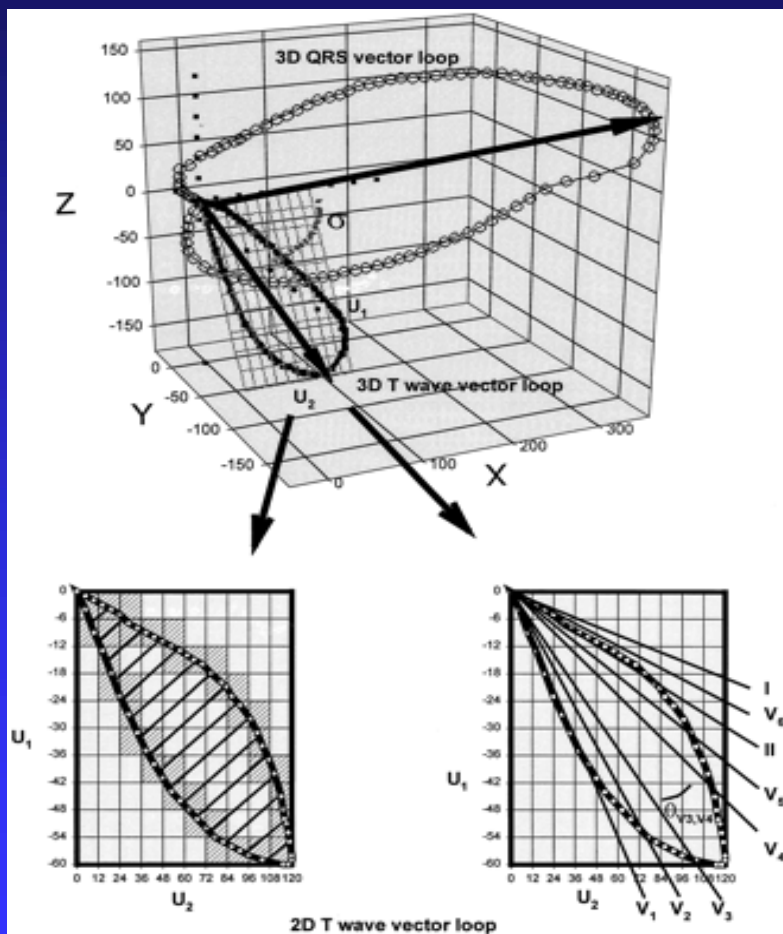 150
3D QRS vector loop
100
50
0
Z
-50
σ
-100
-150
U1
0
3D T wave vector loop
U2
Y
-50
-100
-150
0
100
200
300
X
0
-6
-12
-18
-24
-30
-36
-42
-48
-54
-60
U1
0 12 24 36 48 60 72 84 96 108 120
U2
0
-6
-12
-18
-24
-30
-36
-42
-48
-54
-60
U1
I
V6
II
V5
V4
θV3,V4
0 12 24 36 48 60 72 84 96 108 120
U2
V1 V2 V3
2D T wave vector loop